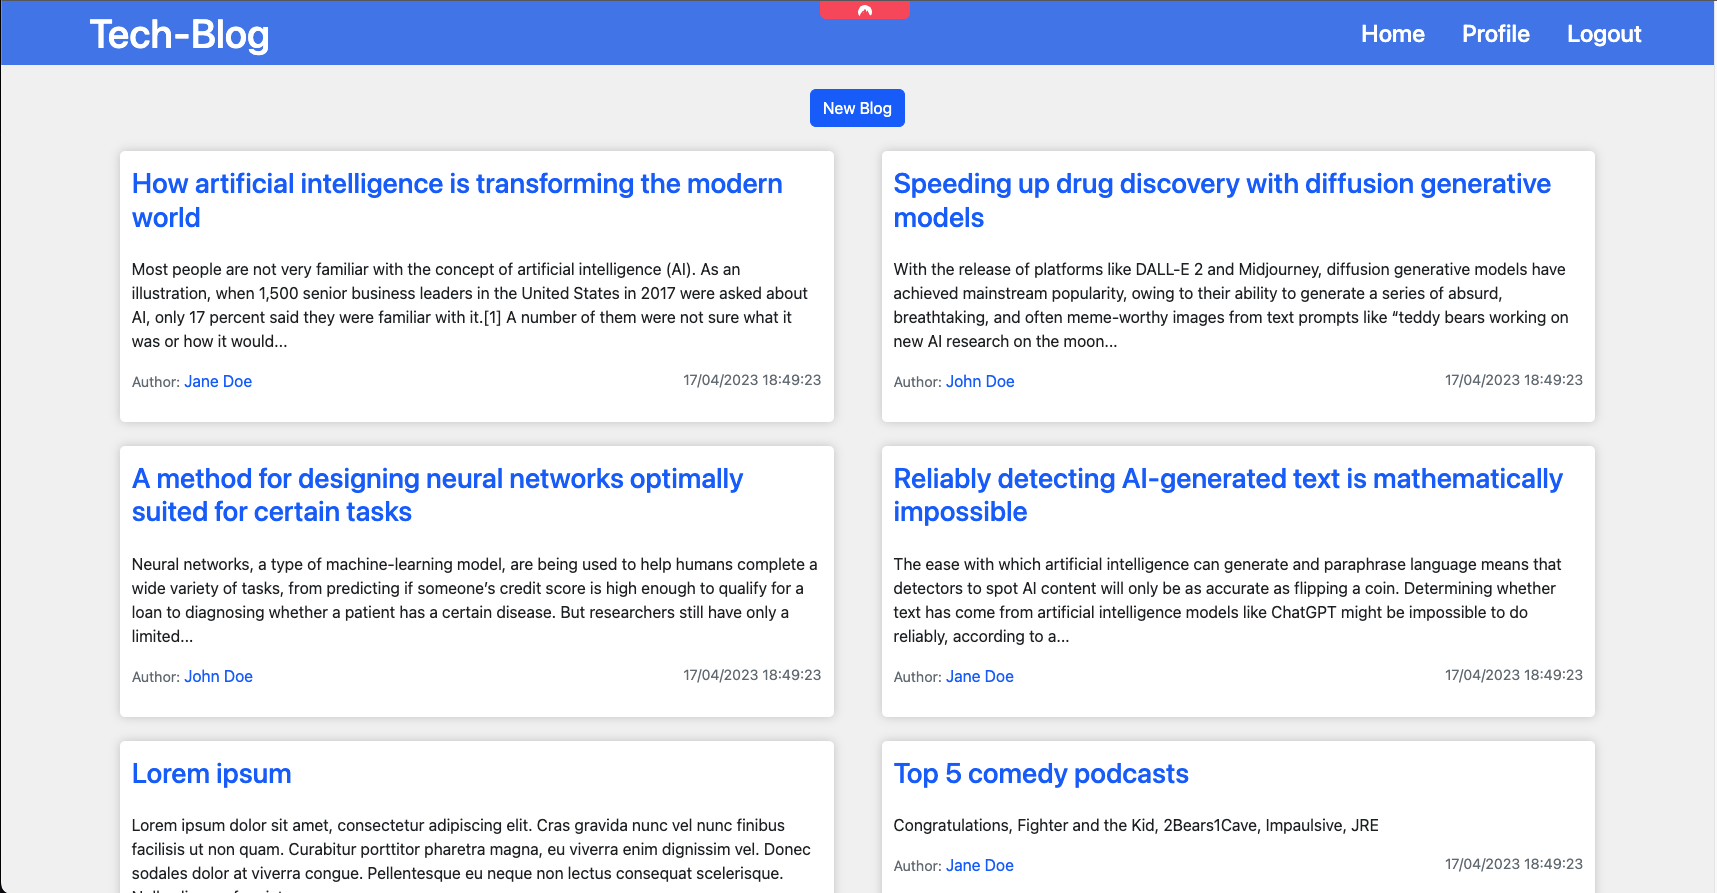 Tech-Blog
Home Profile Logout
New Blog
How artificial intelligence is transforming the modern
world
Most people are not very familiar with the concept of artificial intelligence (AI). As an
illustration, when 1,500 senior business leaders in the United States in 2017 were asked about
AI, only 17 percent said they were familiar with it.[1] A number of them were not sure what it
was or how it would...
Author: Jane Doe
17/04/2023 18:49:23
Speeding up drug discovery with diffusion generative
models
With the release of platforms like DALL-E 2 and Midjourney, diffusion generative models have
achieved mainstream popularity, owing to their ability to generate a series of absurd,
breathtaking, and often meme-worthy images from text prompts like “teddy bears working on
new AI research on the moon...
Author: John Doe
17/04/2023 18:49:23
A method for designing neural networks optimally
suited for certain tasks
Neural networks, a type of machine-learning model, are being used to help humans complete a
wide variety of tasks, from predicting if someone’s credit score is high enough to qualify for a
loan to diagnosing whether a patient has a certain disease. But researchers still have only a
limited...
Author: John Doe
17/04/2023 18:49:23
Reliably detecting AI-generated text is mathematically
impossible
The ease with which artificial intelligence can generate and paraphrase language means that
detectors to spot AI content will only be as accurate as flipping a coin. Determining whether
text has come from artificial intelligence models like ChatGPT might be impossible to do
reliably, according to a...
Author: Jane Doe
17/04/2023 18:49:23
Lorem ipsum
Lorem ipsum dolor sit amet, consectetur adipiscing elit. Cras gravida nunc vel nunc finibus
facilisis ut non quam. Curabitur porttitor pharetra magna, eu viverra enim dignissim vel. Donec
sodales dolor at viverra congue. Pellentesque eu neque non lectus consequat scelerisque.
Top 5 comedy podcasts
Congratulations, Fighter and the Kid, 2Bears1Cave, Impaulsive, JRE
Author: Jane Doe
17/04/2023 18:49:23